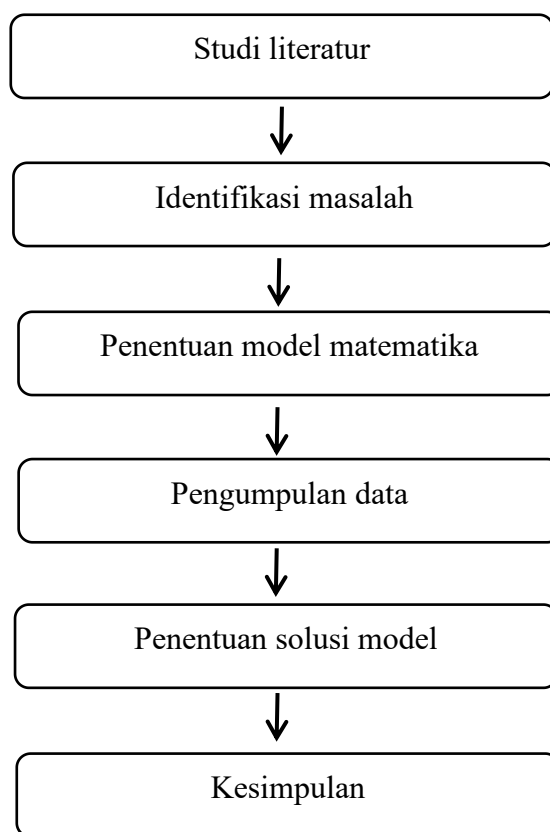 Studi literatur
Identifikasi masalah
Penentuan model matematika
Pengumpulan data
Penentuan solusi model
Kesimpulan